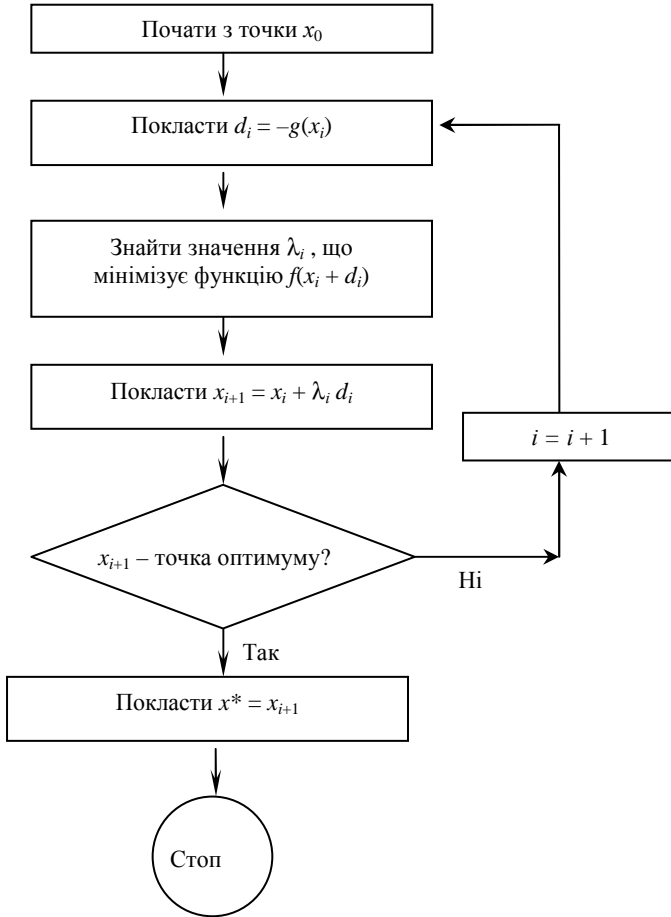 Почати з точки x₀
Покласти dᵢ = –g(xᵢ)
Знайти значення λᵢ , що
мінімізує функцію f(xᵢ + dᵢ)
Покласти xᵢ₊₁ = xᵢ + λᵢ dᵢ
i = i + 1
xᵢ₊₁ – точка оптимуму?
Ні
Так
Покласти x* = xᵢ₊₁
Стоп